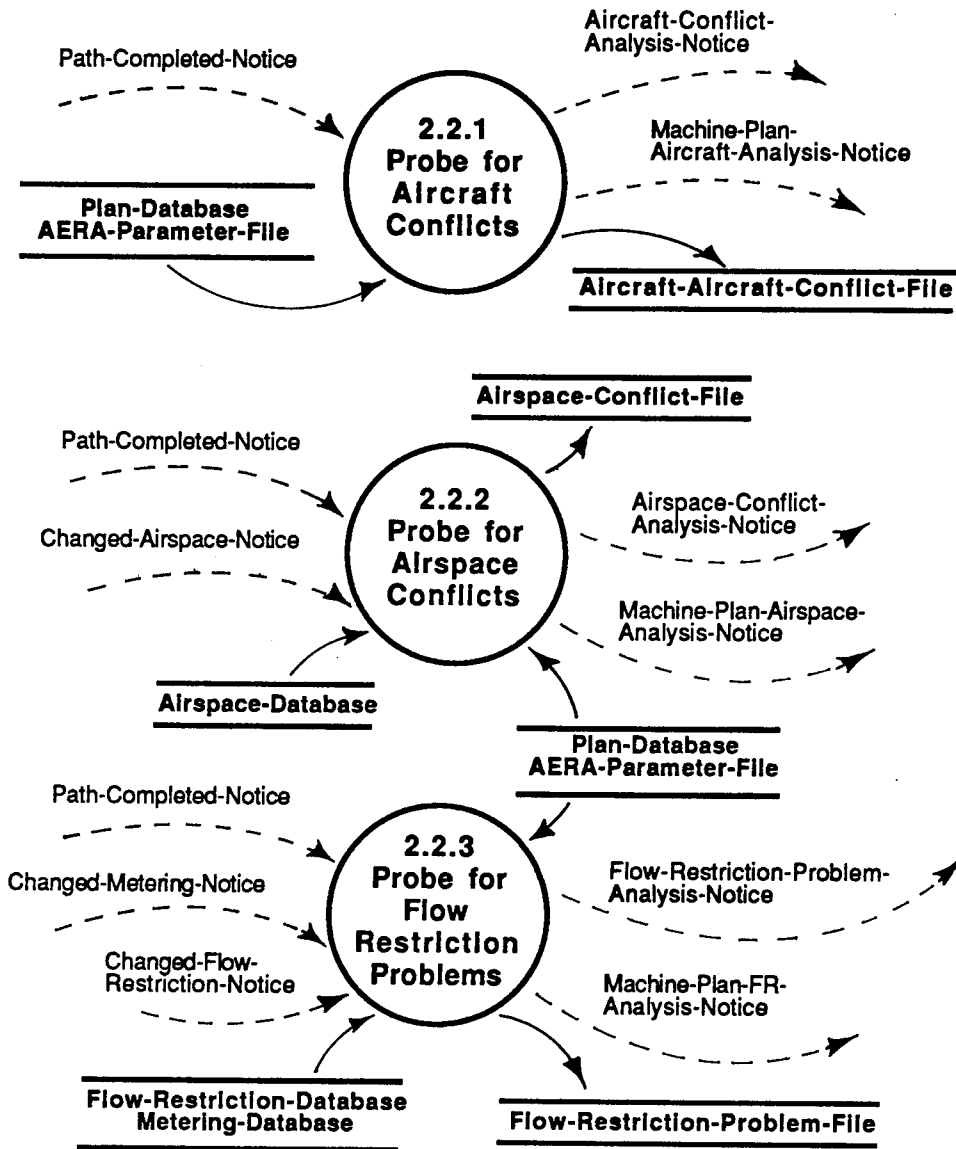 Path-Completed-Notice
Aircraft-Conflict-
Analysis-Notice
2.2.1
Probe for
Aircraft
Conflicts
Machine-Plan-
Aircraft-Analysis-Notice
Plan-Database
AERA-Parameter-File
Aircraft-Aircraft-Conflict-File
Airspace-Conflict-File
Path-Completed-Notice
2.2.2
Probe for
Airspace
Conflicts
Airspace-Conflict-
Analysis-Notice
Changed-Airspace-Notice
Machine-Plan-Airspace-
Analysis-Notice
Airspace-Database
Plan-Database
AERA-Parameter-File
Path-Completed-Notice
2.2.3
Probe for
Flow
Restriction
Problems
Flow-Restriction-Problem-
Analysis-Notice
Changed-Metering-Notice
Changed-Flow-
Restriction-Notice
Machine-Plan-FR-
Analysis-Notice
Flow-Restriction-Database
Metering-Database
Flow-Restriction-Problem-File